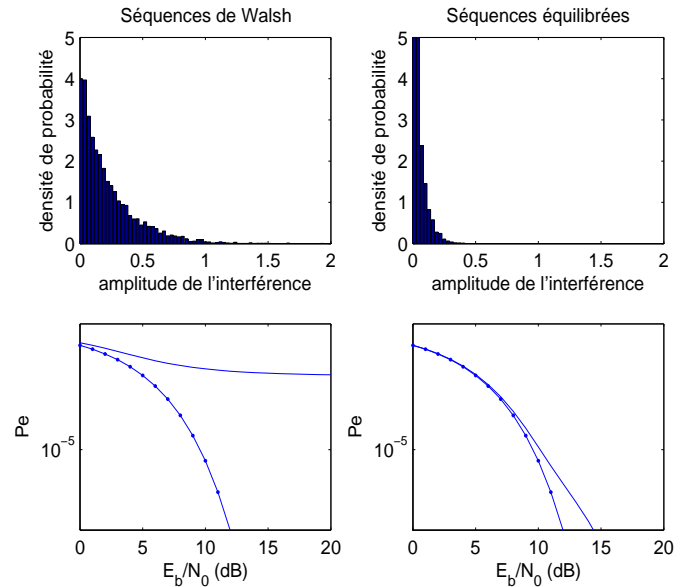 Séquences de Walsh
Séquences équilibrées
densité de probabilité
5
4
3
2
1
0
0 0.5 1 1.5 2
amplitude de l'interférence
densité de probabilité
5
4
3
2
1
0
0 0.5 1 1.5 2
amplitude de l'interférence
Pe
10⁻⁵
0 5 10 15 20
E_b/N_0 (dB)
Pe
10⁻⁵
0 5 10 15 20
E_b/N_0 (dB)